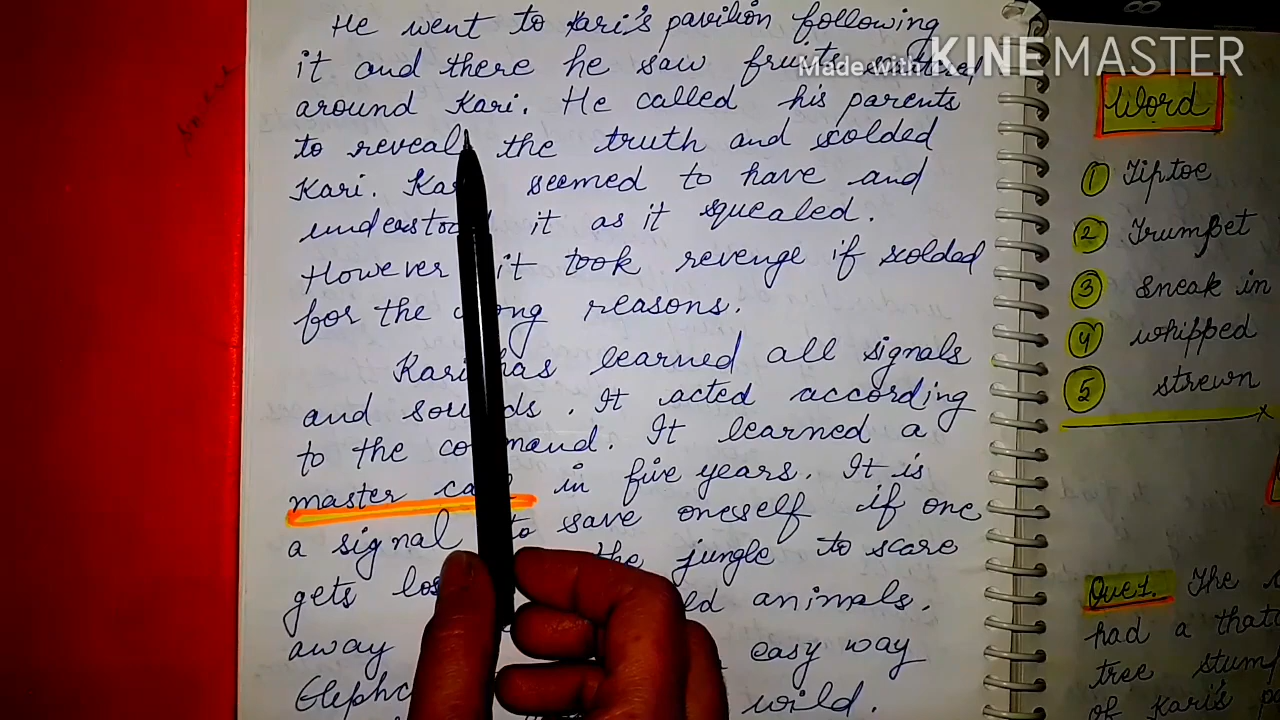 He went to Kari's pavilion following
it and there he saw fruits
around Kari. He called his parents
to reveal the truth and scolded
Kari. seemed to have and
understood it as it squealed.
However it took revenge if scolded
for the reasons.
Kari has learned all signals
and sounds. It acted according
to the command. It learned a
master in five years. It is
a signal to save oneself if one
gets the jungle to scare
animals.
away easy way
wild.
Made with KINEMASTER
Word
1 Tiptoe
2 Trumpet
3 sneak in
4 whipped
5 strewn
Que1. The
had a
tree
of Kari's